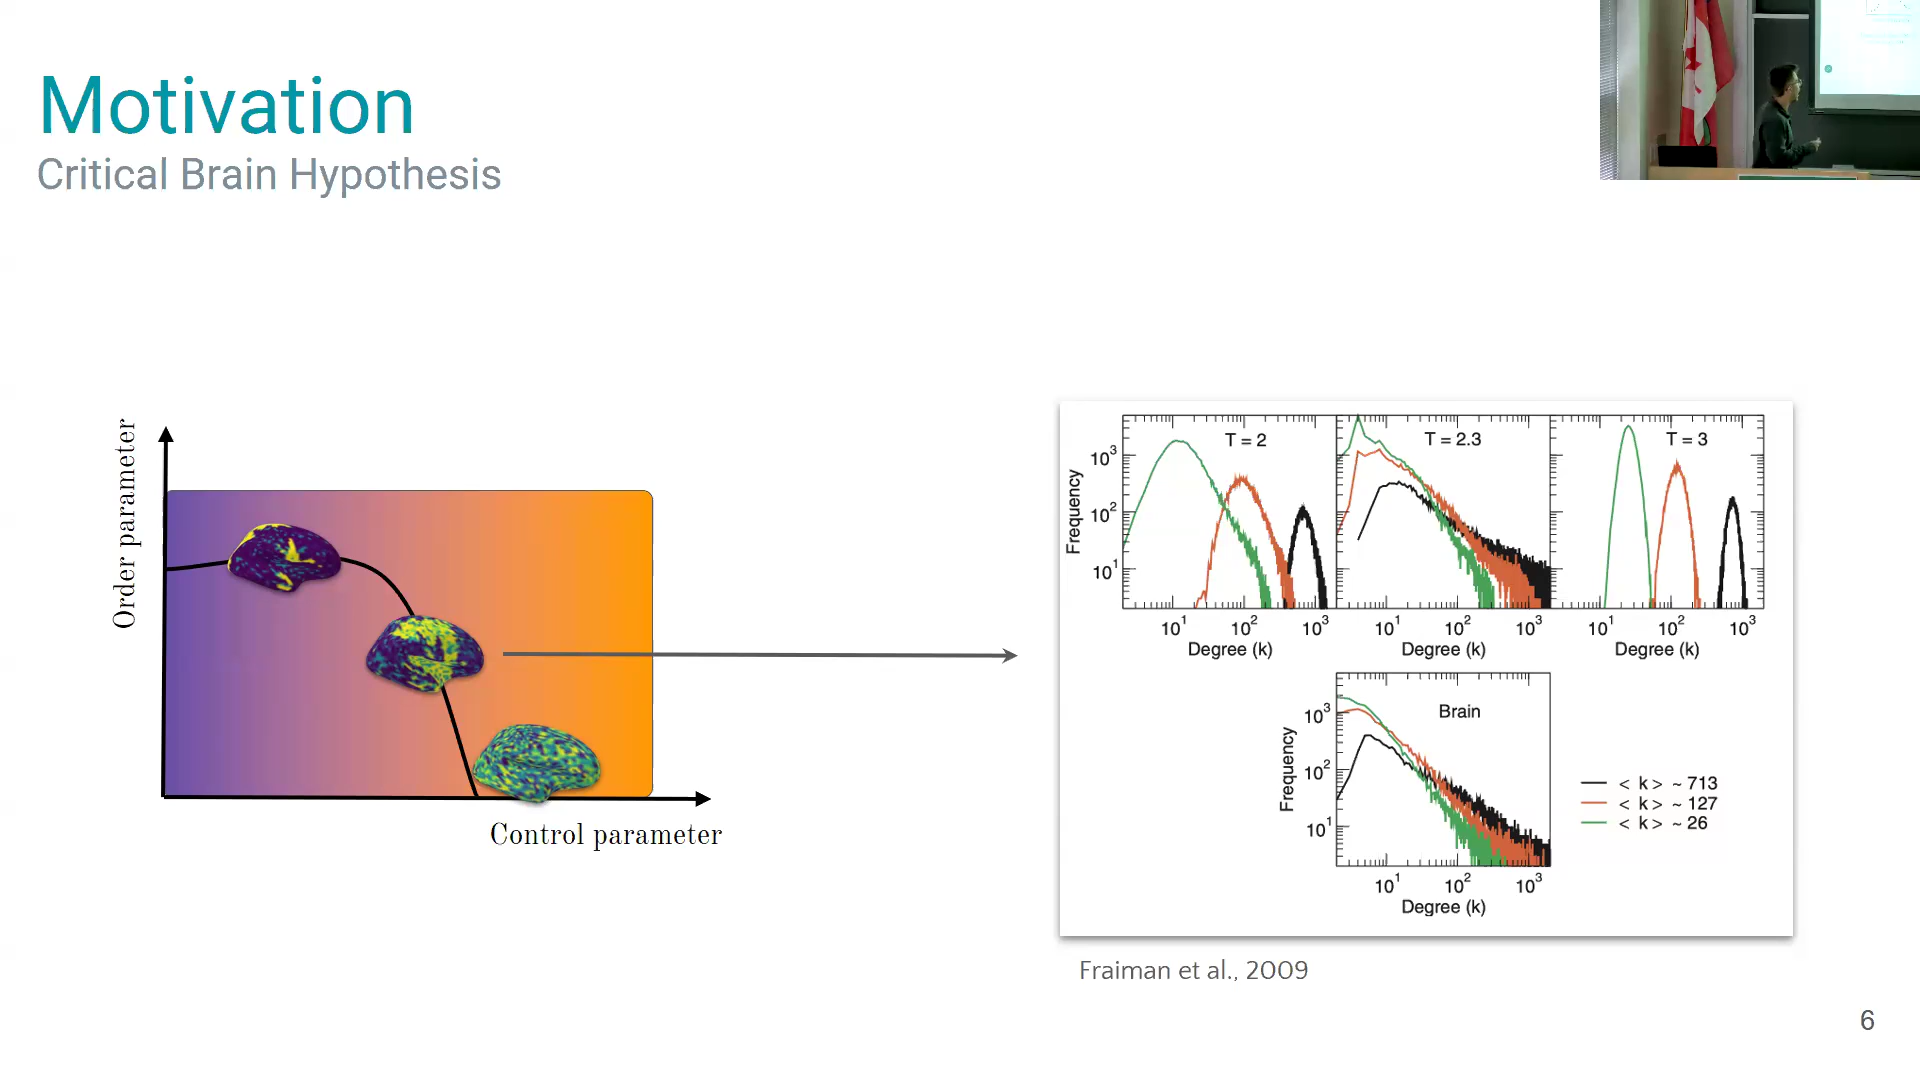 Motivation
Critical Brain Hypothesis
Order parameter
Control parameter
Frequency
10³
10²
10¹
T = 2
T = 2.3
T = 3
10¹ 10² 10³
10¹ 10² 10³
10¹ 10² 10³
Degree (k)
Degree (k)
Degree (k)
Frequency
10³
10²
10¹
Brain
10¹ 10² 10³
Degree (k)
< k > ~ 713
< k > ~ 127
< k > ~ 26
Fraiman et al., 2009
6